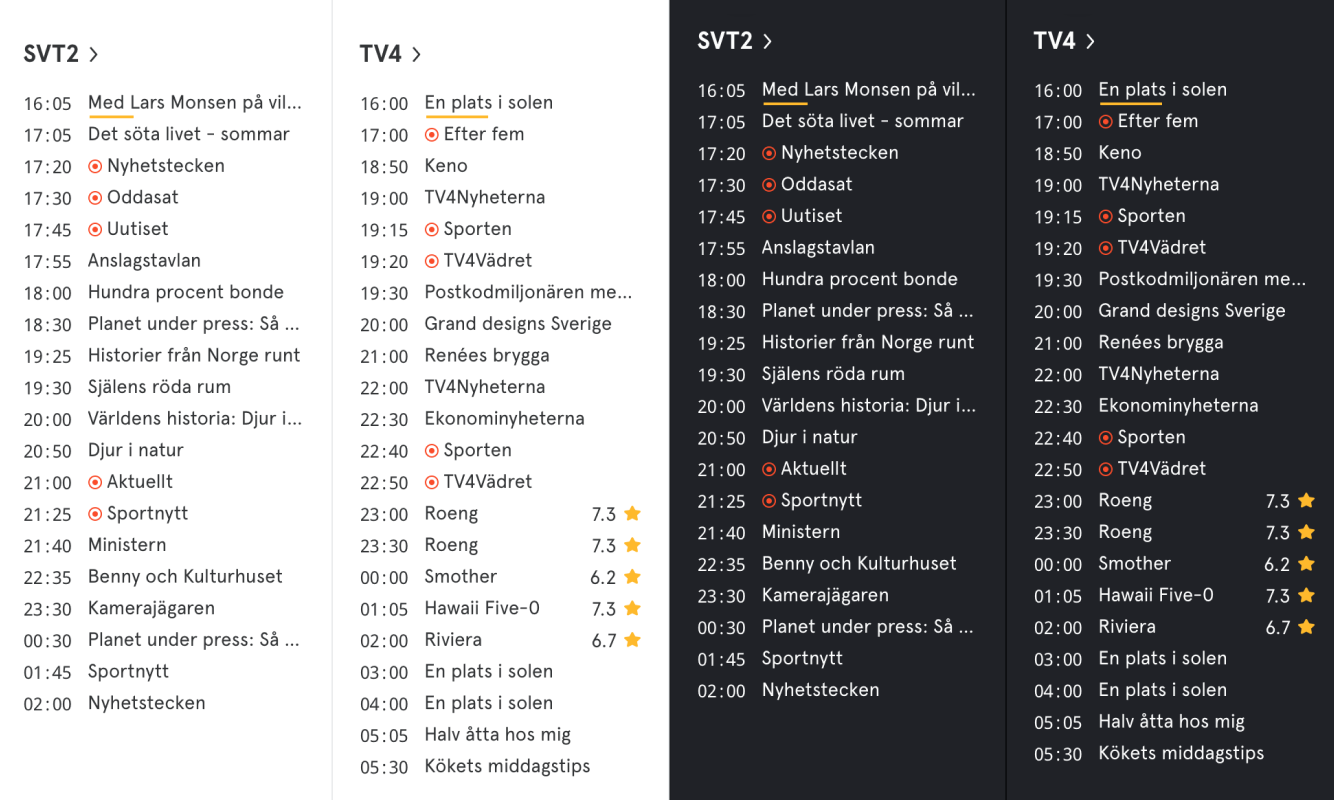 SVT2
16:05 Med Lars Monsen på vil...
17:05 Det söta livet - sommar
17:20 Nyhetstecken
17:30 Oddasat
17:45 Uutiset
17:55 Anslagstavlan
18:00 Hundra procent bonde
18:30 Planet under press: Så ...
19:25 Historier från Norge runt
19:30 Själens röda rum
20:00 Världens historia: Djur i...
20:50 Djur i natur
21:00 Aktuellt
21:25 Sportnytt
21:40 Ministern
22:35 Benny och Kulturhuset
23:30 Kamerajägaren
00:30 Planet under press: Så ...
01:45 Sportnytt
02:00 Nyhetstecken
TV4
16:00 En plats i solen
17:00 Efter fem
18:50 Keno
19:00 TV4Nyheterna
19:15 Sporten
19:20 TV4Vädret
19:30 Postkodmiljonären me...
20:00 Grand designs Sverige
21:00 Renées brygga
22:00 TV4Nyheterna
22:30 Ekonominyheterna
22:40 Sporten
22:50 TV4Vädret
23:00 Roeng 7.3
23:30 Roeng 7.3
00:00 Smother 6.2
01:05 Hawaii Five-0 7.3
02:00 Riviera 6.7
03:00 En plats i solen
04:00 En plats i solen
05:05 Halv åtta hos mig
05:30 Kökets middagstips
SVT2
16:05 Med Lars Monsen på vil...
17:05 Det söta livet - sommar
17:20 Nyhetstecken
17:30 Oddasat
17:45 Uutiset
17:55 Anslagstavlan
18:00 Hundra procent bonde
18:30 Planet under press: Så ...
19:25 Historier från Norge runt
19:30 Själens röda rum
20:00 Världens historia: Djur i...
20:50 Djur i natur
21:00 Aktuellt
21:25 Sportnytt
21:40 Ministern
22:35 Benny och Kulturhuset
23:30 Kamerajägaren
00:30 Planet under press: Så ...
01:45 Sportnytt
02:00 Nyhetstecken
TV4
16:00 En plats i solen
17:00 Efter fem
18:50 Keno
19:00 TV4Nyheterna
19:15 Sporten
19:20 TV4Vädret
19:30 Postkodmiljonären me...
20:00 Grand designs Sverige
21:00 Renées brygga
22:00 TV4Nyheterna
22:30 Ekonominyheterna
22:40 Sporten
22:50 TV4Vädret
23:00 Roeng 7.3
23:30 Roeng 7.3
00:00 Smother 6.2
01:05 Hawaii Five-0 7.3
02:00 Riviera 6.7
03:00 En plats i solen
04:00 En plats i solen
05:05 Halv åtta hos mig
05:30 Kökets middagstips